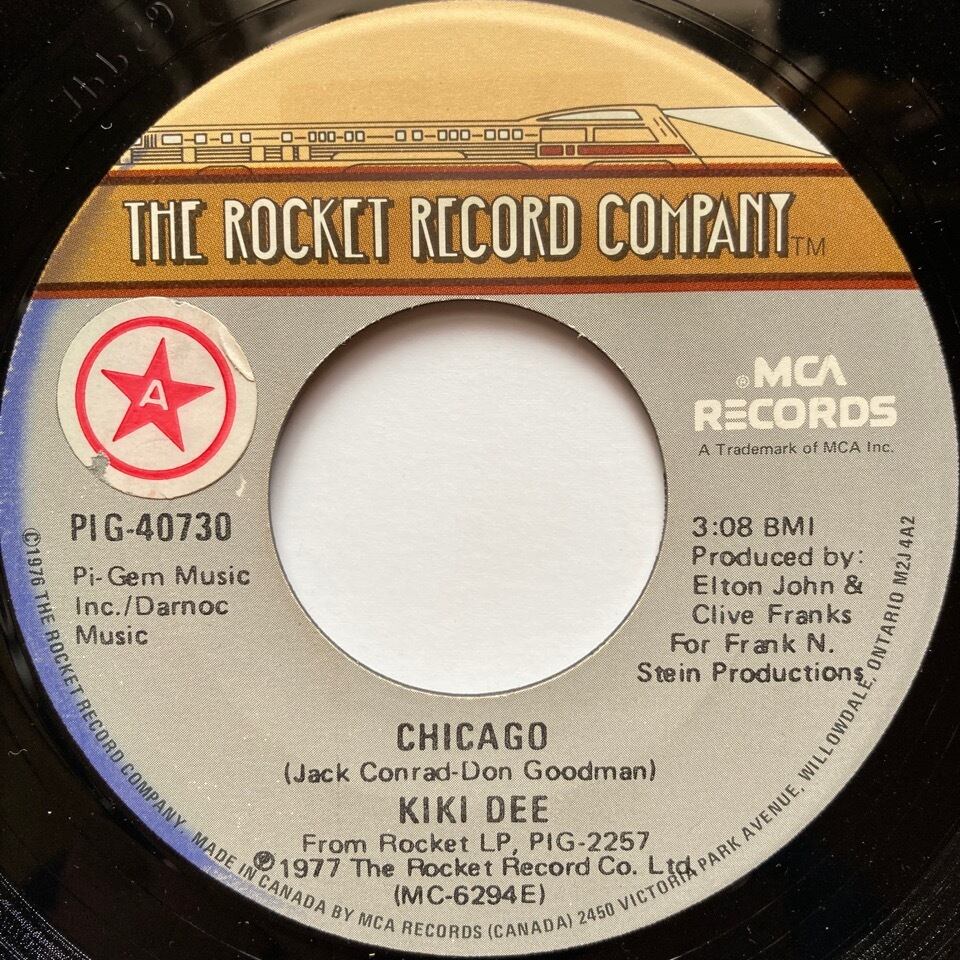 THE ROCKET RECORD COMPANY TM
A
® MCA
RECORDS
A Trademark of MCA Inc.
PIG-40730
Pi-Gem Music
Inc./Darnoc
Music
3:08 BMI
Produced by:
Elton John &
Clive Franks
For Frank N.
Stein Productions
CHICAGO
(Jack Conrad-Don Goodman)
KIKI DEE
From Rocket LP, PIG-2257
℗1977 The Rocket Record Co. Ltd.
(MC-6294E)
©1976 THE ROCKET RECORD COMPANY. MADE IN CANADA BY MCA RECORDS (CANADA) 2450 VICTORIA PARK AVENUE, WILLOWDALE, ONTARIO M2J 4A2